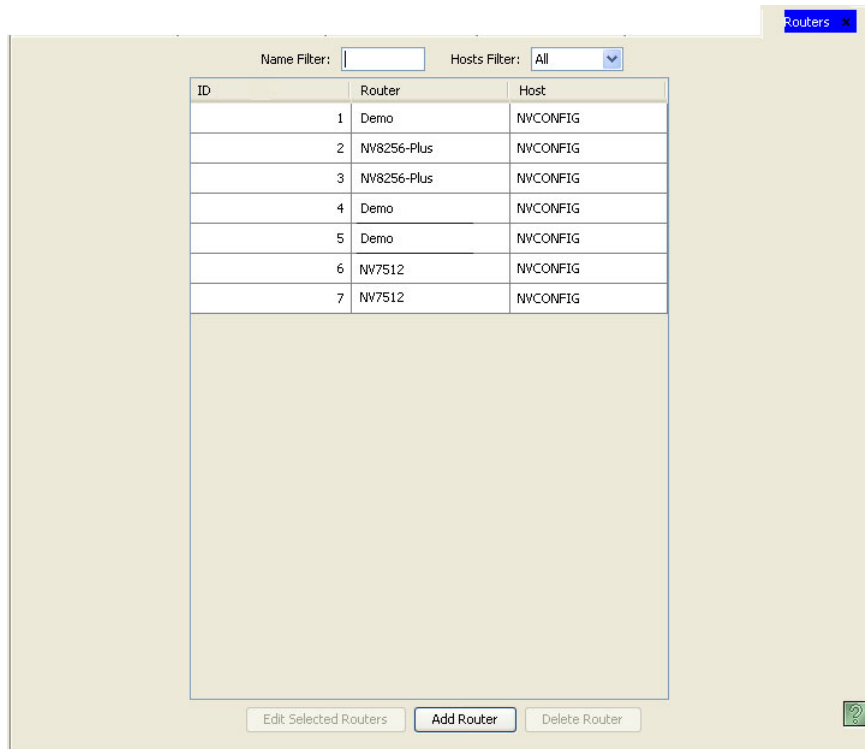 Routers x
Name Filter: Hosts Filter: All
ID Router Host
1 Demo NVCONFIG
2 NV8256-Plus NVCONFIG
3 NV8256-Plus NVCONFIG
4 Demo NVCONFIG
5 Demo NVCONFIG
6 NV7512 NVCONFIG
7 NV7512 NVCONFIG
Edit Selected Routers Add Router Delete Router
?